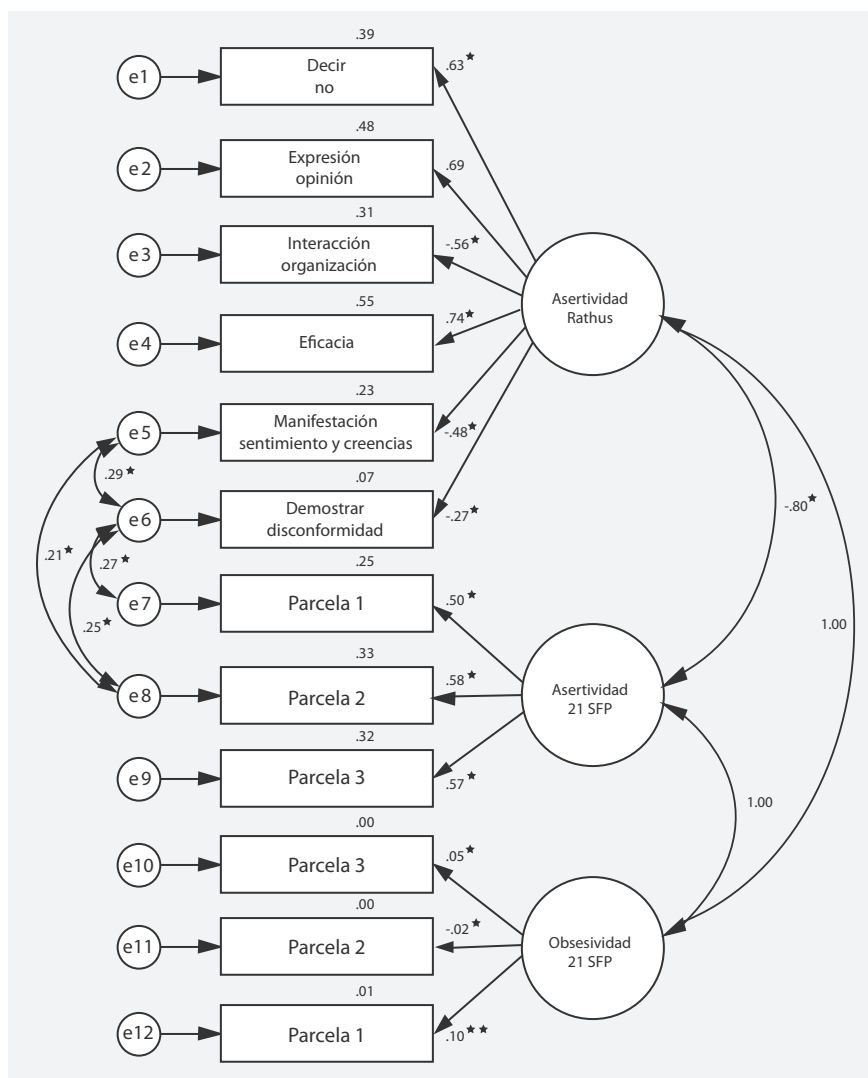 .39
e1
Decir
no
.63★
.48
e2
Expresión
opinión
.69
.31
e3
Interacción
organización
-.56★
Asertividad
Rathus
.55
e4
Eficacia
.74★
.23
e5
Manifestación
sentimiento y creencias
-.48★
.29★
.07
e6
Demostrar
disconformidad
-.27★
-.80★
.21★
.27★
.25
e7
Parcela 1
.50★
.25★
1.00
.33
e8
Parcela 2
.58★
Asertividad
21 SFP
.32
e9
Parcela 3
.57★
1.00
.00
e10
Parcela 3
.05★
.00
e11
Parcela 2
-.02★
Obsesividad
21 SFP
.01
e12
Parcela 1
.10★★